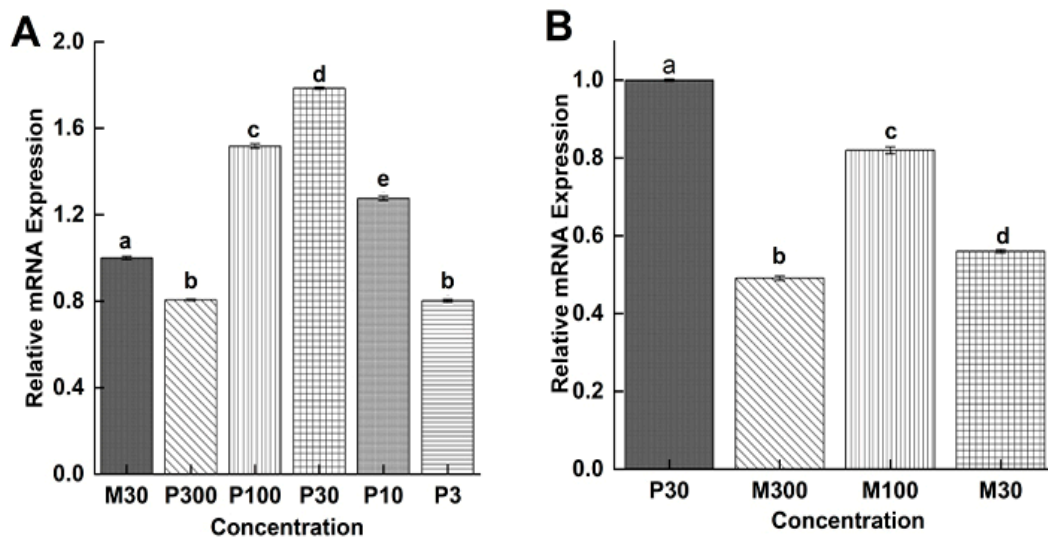 A
Relative mRNA Expression
2.0
1.6
1.2
0.8
0.4
0.0
a
b
c
d
e
b
M30 P300 P100 P30 P10 P3
Concentration
B
Relative mRNA Expression
1.0
0.8
0.6
0.4
0.2
0.0
a
b
c
d
P30 M300 M100 M30
Concentration